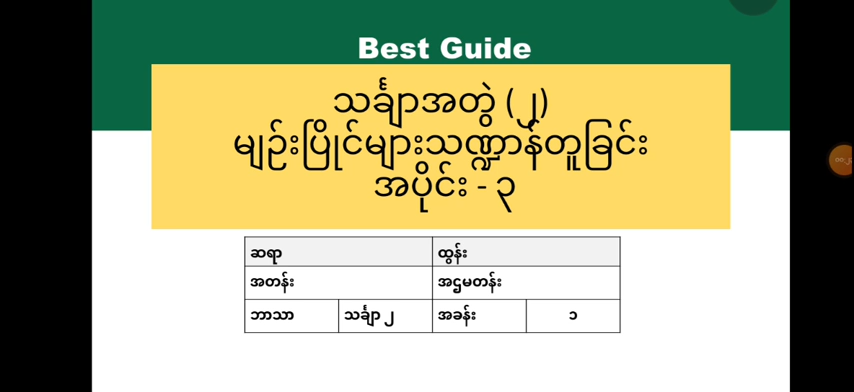 Best Guide
သင်္ချာအတွဲ (၂)
မျဉ်းပြိုင်များသဏ္ဍာန်တူခြင်း
အပိုင်း - ၃
ဆရာ ထွန်း
အတန်း အဋ္ဌမတန်း
ဘာသာ သင်္ချာ ၂ အခန်း ၁